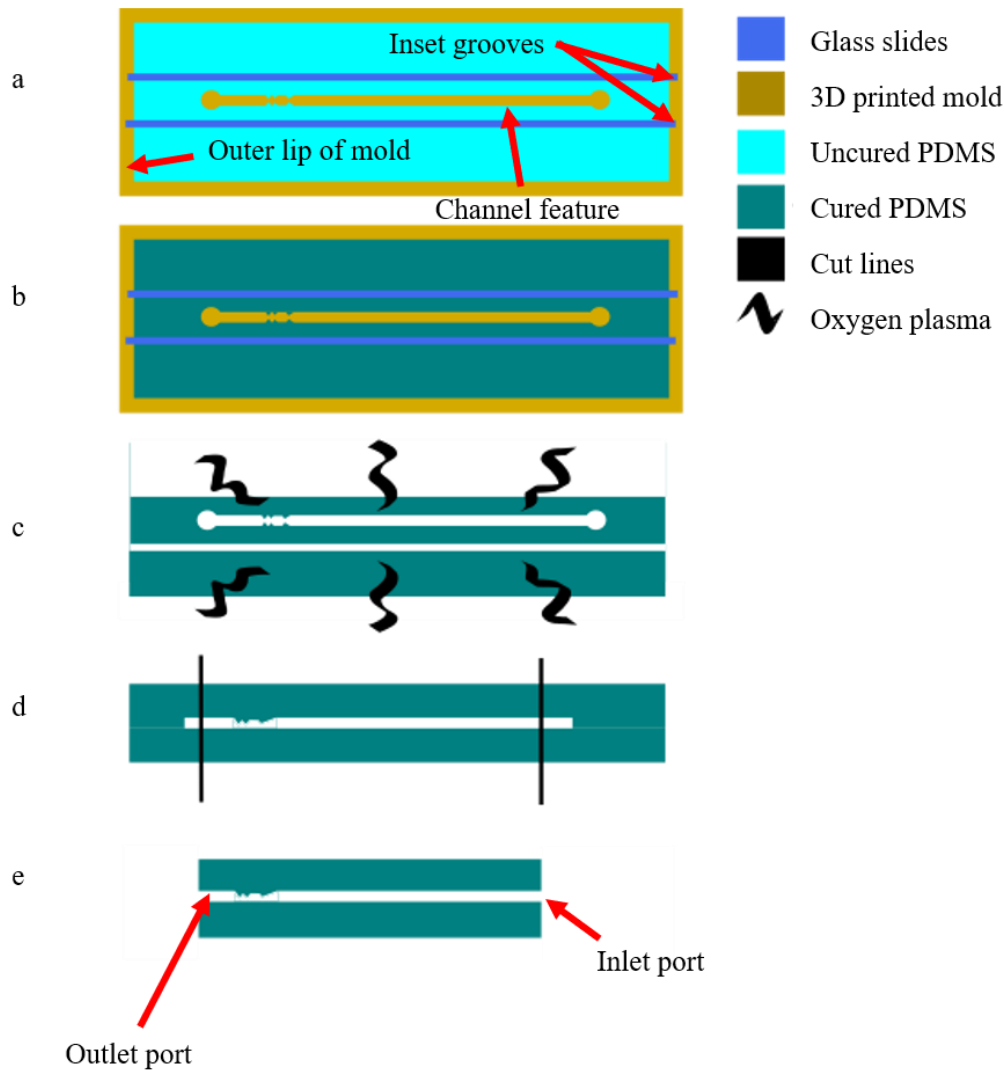 a
Inset grooves
Outer lip of mold
Channel feature
b
c
d
e
Inlet port
Outlet port
Glass slides
3D printed mold
Uncured PDMS
Cured PDMS
Cut lines
Oxygen plasma